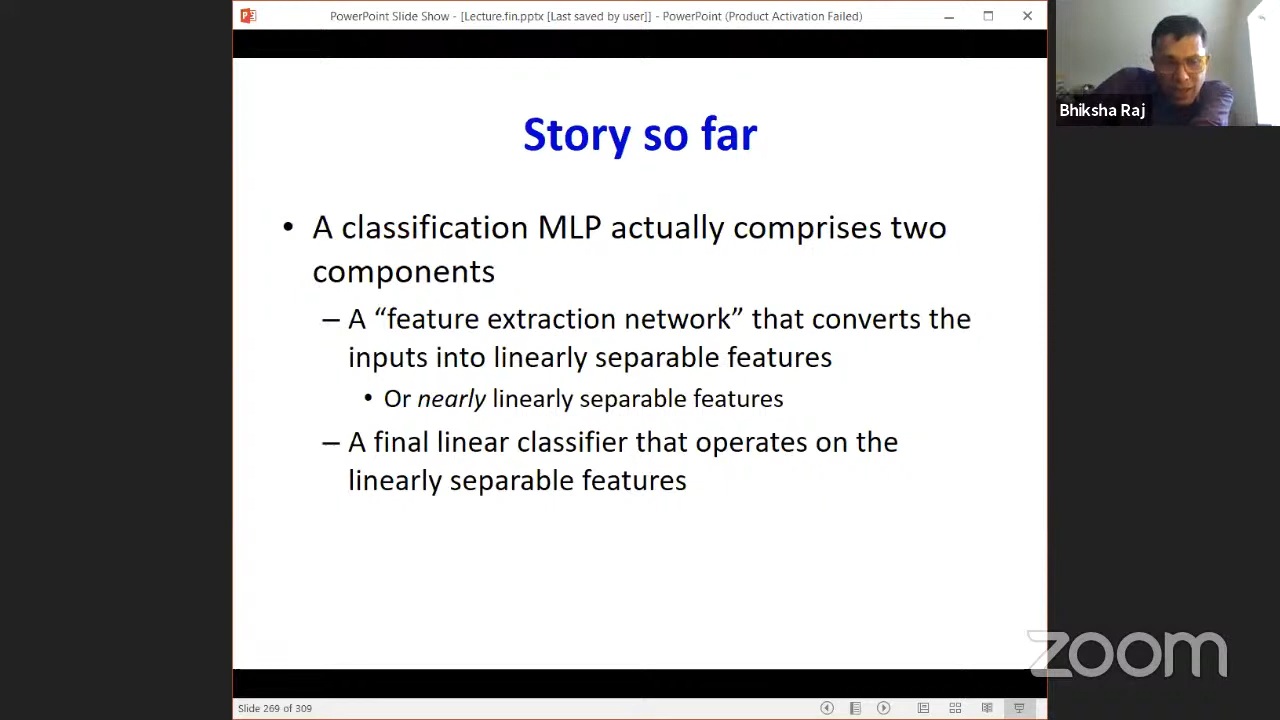 PowerPoint Slide Show - [Lecture.fin.pptx [Last saved by user]] - PowerPoint (Product Activation Failed)
Bhiksha Raj
Story so far
• A classification MLP actually comprises two
components
– A “feature extraction network” that converts the
inputs into linearly separable features
• Or nearly linearly separable features
– A final linear classifier that operates on the
linearly separable features
zoom
Slide 269 of 309